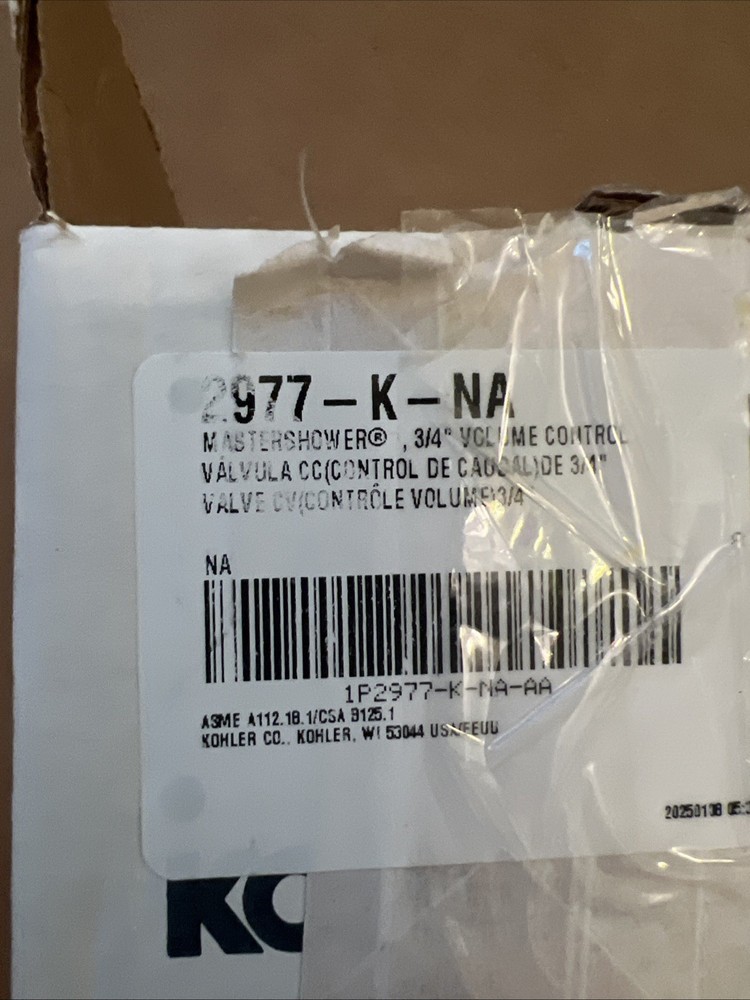 2977-K-NA
MASTERSHOWER® , 3/4" VOLUME CONTROL
VÁLVULA CC(CONTROL DE CAUDAL)DE 3/4"
VALVE CV(CONTRÔLE VOLUME)3/4
NA
1P2977-K-NA-AA
ASME A112.18.1/CSA B125.1
KOHLER CO., KOHLER, WI 53044 USA/EEUU
20250108 05:
KO